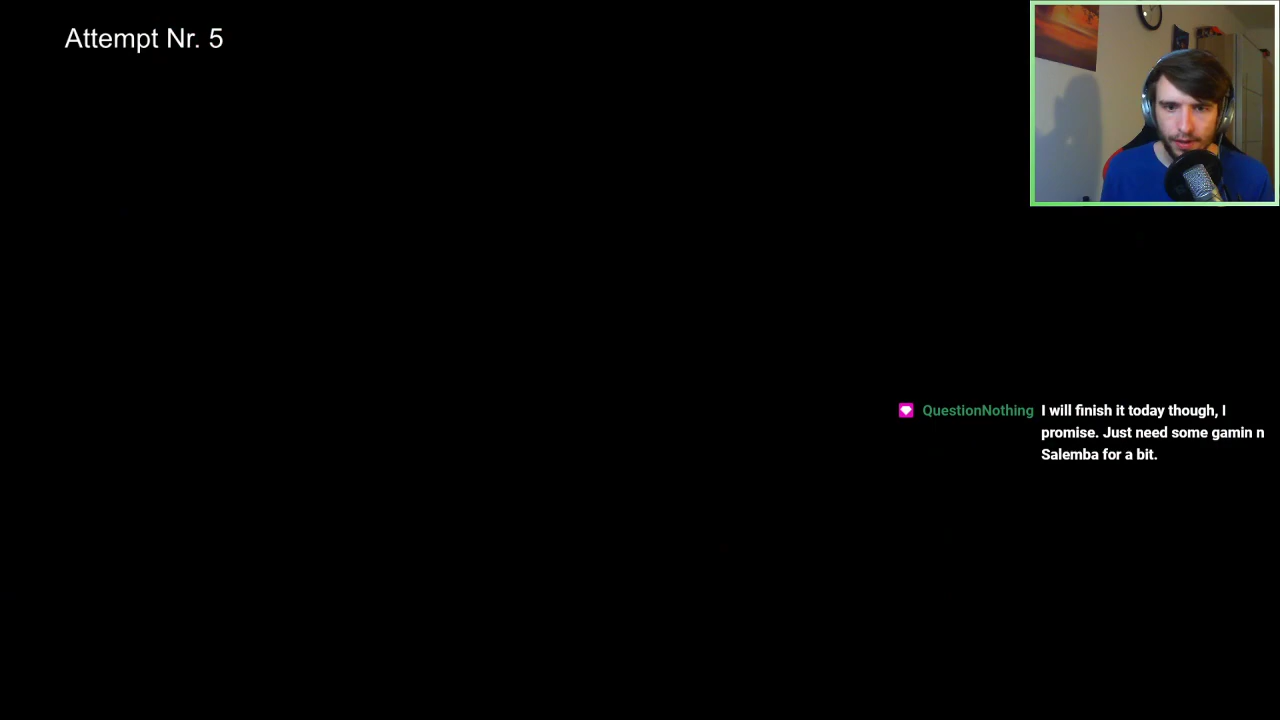 Attempt Nr. 5
QuestionNothing I will finish it today though, I
promise. Just need some gamin n
Salemba for a bit.